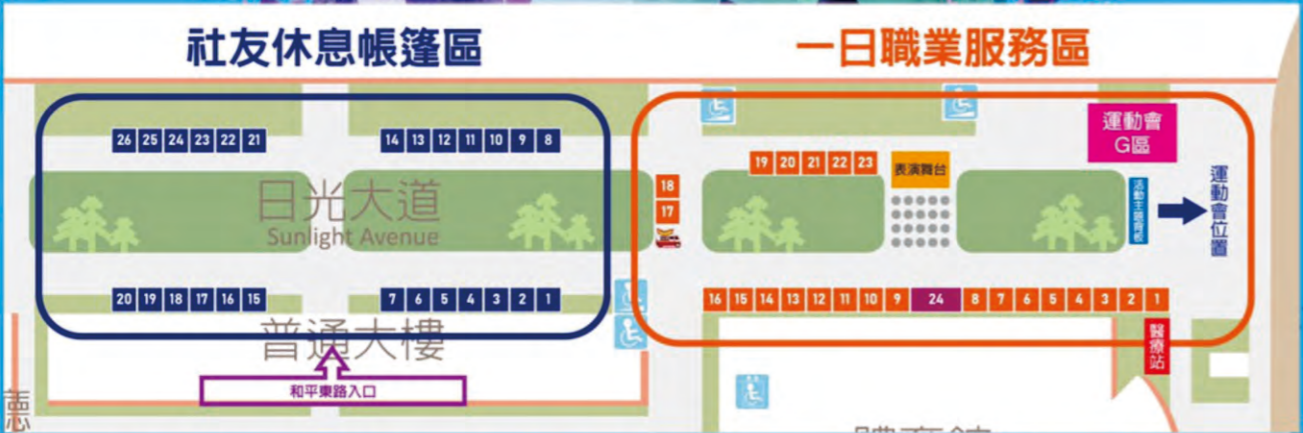 社友休息帳篷區
一日職業服務區
26 25 24 23 22 21
14 13 12 11 10 9 8
日光大道
Sunlight Avenue
20 19 18 17 16 15
7 6 5 4 3 2 1
普通大樓
和平東路入口
18
17
19 20 21 22 23
表演舞台
運動會
G區
活動主題背板
運動會位置
16 15 14 13 12 11 10 9 24 8 7 6 5 4 3 2 1
醫療站